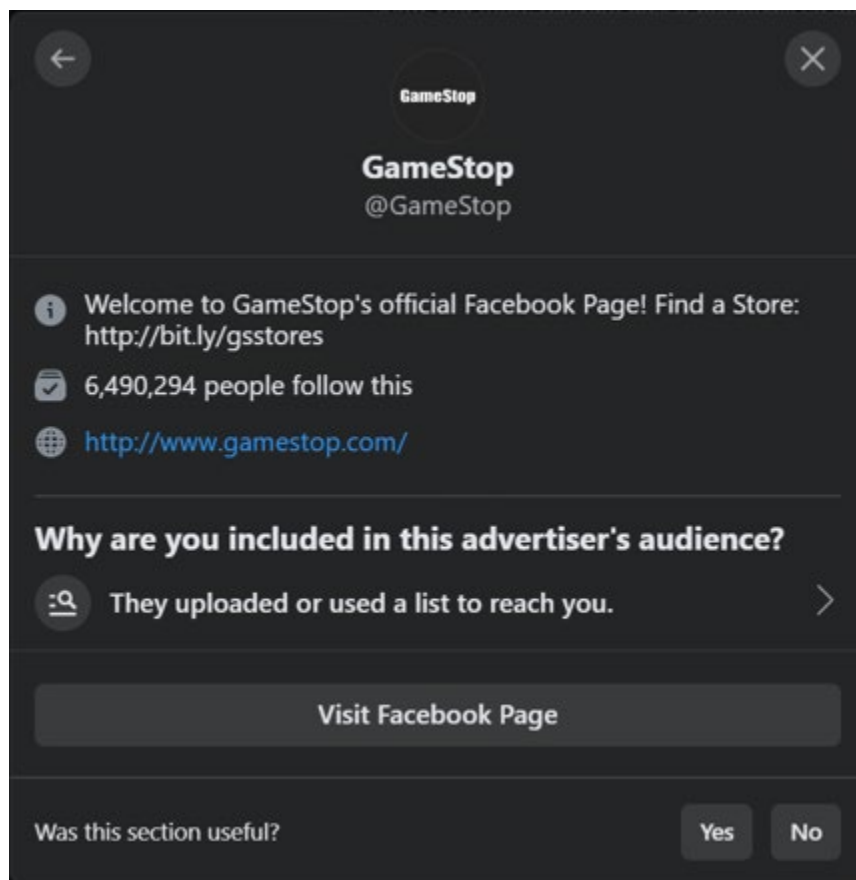 GameStop
GameStop
@GameStop
Welcome to GameStop's official Facebook Page! Find a Store:
http://bit.ly/gsstores
6,490,294 people follow this
http://www.gamestop.com/
Why are you included in this advertiser's audience?
They uploaded or used a list to reach you.
Visit Facebook Page
Was this section useful?
Yes
No